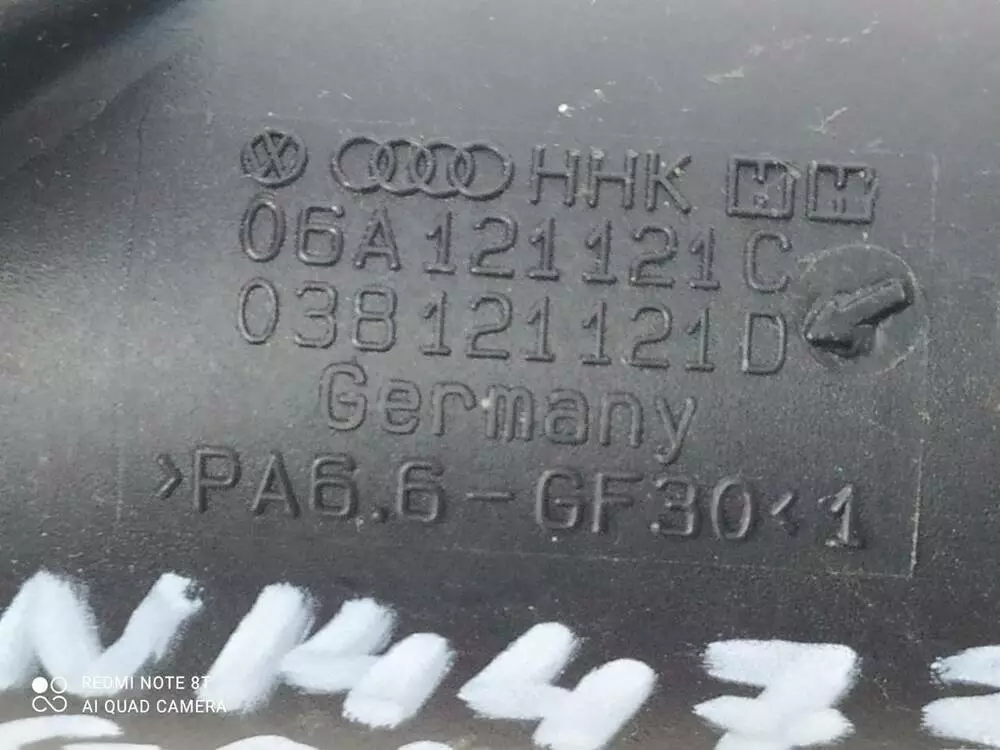 HHK
06A 121 121 C
038 121 121 D
Germany
>PA6.6-GF30< 1
REDMI NOTE 8T
AI QUAD CAMERA